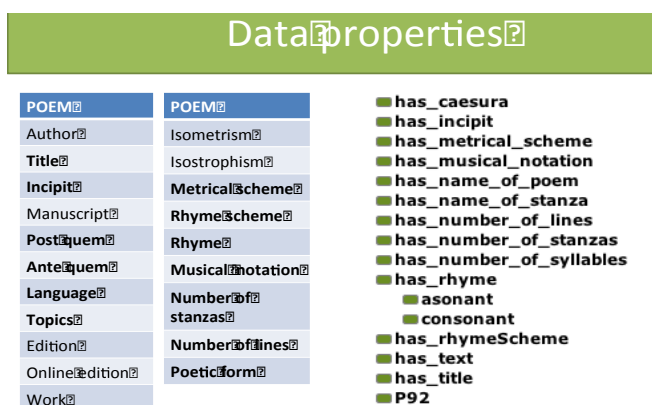 Data properties
POEM
Author
Title
Incipit
Manuscript
Post quem
Ante quem
Language
Topics
Edition
Online edition
Work
POEM
Isometrism
Isostrophism
Metrical scheme
Rhyme scheme
Rhyme
Musical notation
Number of
stanzas
Number of lines
Poetic form
has_caesura
has_incipit
has_metrical_scheme
has_musical_notation
has_name_of_poem
has_name_of_stanza
has_number_of_lines
has_number_of_stanzas
has_number_of_syllables
has_rhyme
asonant
consonant
has_rhymeScheme
has_text
has_title
P92